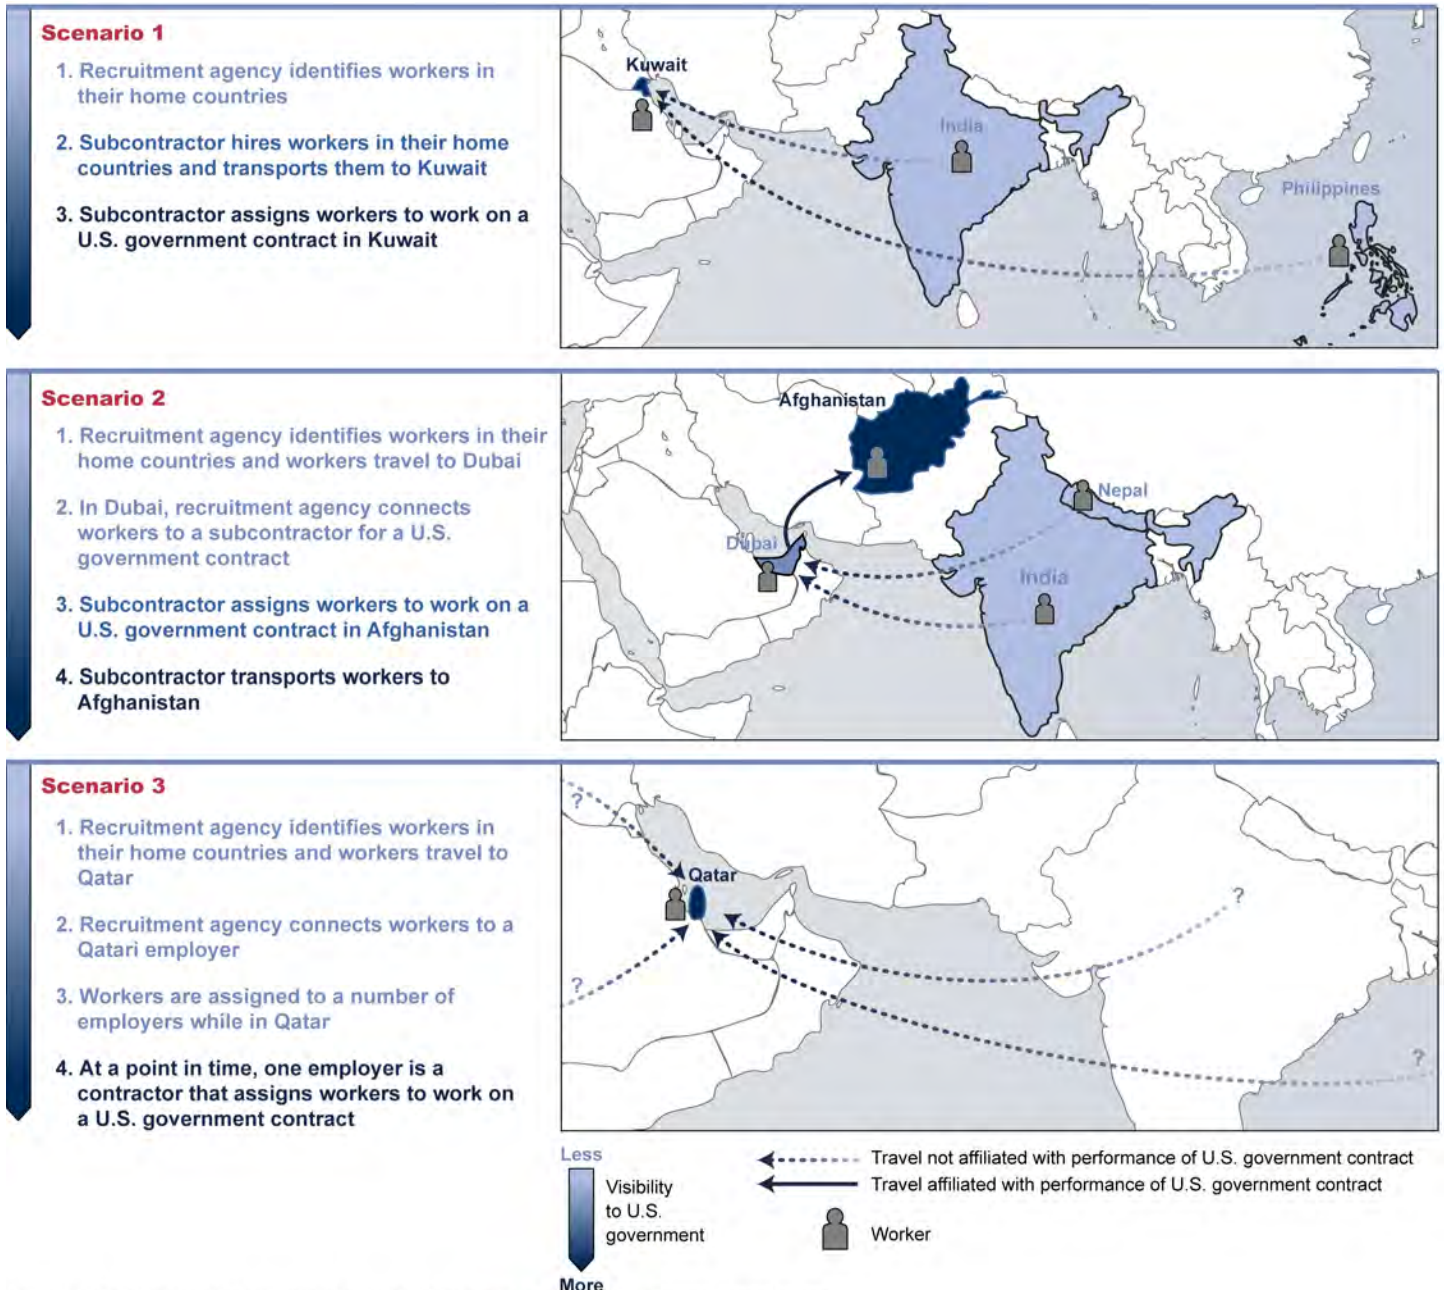 Scenario 1
1. Recruitment agency identifies workers in
their home countries
2. Subcontractor hires workers in their home
countries and transports them to Kuwait
3. Subcontractor assigns workers to work on a
U.S. government contract in Kuwait
Kuwait
India
Philippines
Scenario 2
1. Recruitment agency identifies workers in their
home countries and workers travel to Dubai
2. In Dubai, recruitment agency connects
workers to a subcontractor for a U.S.
government contract
3. Subcontractor assigns workers to work on a
U.S. government contract in Afghanistan
4. Subcontractor transports workers to
Afghanistan
Afghanistan
Nepal
Dubai
India
Scenario 3
1. Recruitment agency identifies workers in
their home countries and workers travel to
Qatar
2. Recruitment agency connects workers to a
Qatari employer
3. Workers are assigned to a number of
employers while in Qatar
4. At a point in time, one employer is a
contractor that assigns workers to work on
a U.S. government contract
?
Qatar
?
?
?
Less
Visibility
to U.S.
government
More
Travel not affiliated with performance of U.S. government contract
Travel affiliated with performance of U.S. government contract
Worker